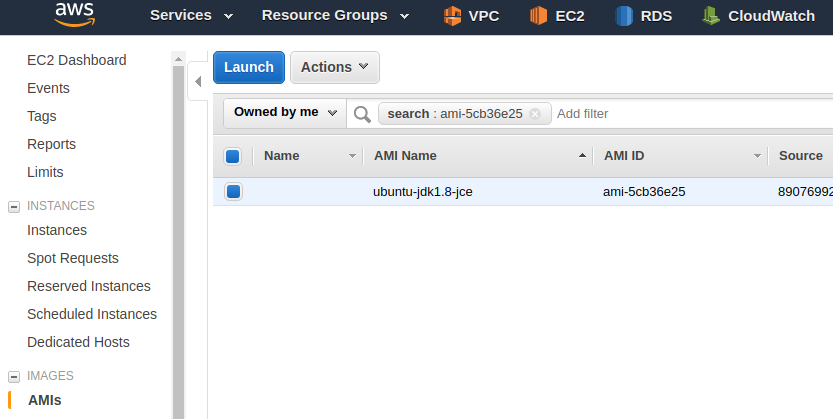 aws Services Resource Groups VPC EC2 RDS CloudWatch
EC2 Dashboard
Events
Tags
Reports
Limits
INSTANCES
Instances
Spot Requests
Reserved Instances
Scheduled Instances
Dedicated Hosts
IMAGES
AMIs
Launch Actions
Owned by me search : ami-5cb36e25 Add filter
Name AMI Name AMI ID Source
ubuntu-jdk1.8-jce ami-5cb36e25 89076992